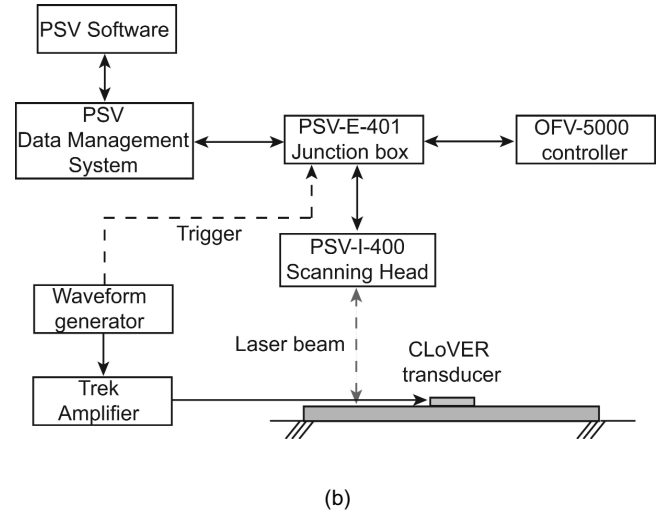 PSV Software
PSV
Data Management
System
PSV-E-401
Junction box
OFV-5000
controller
Trigger
PSV-I-400
Scanning Head
Waveform
generator
Laser beam
CLoVER
transducer
Trek
Amplifier
(b)